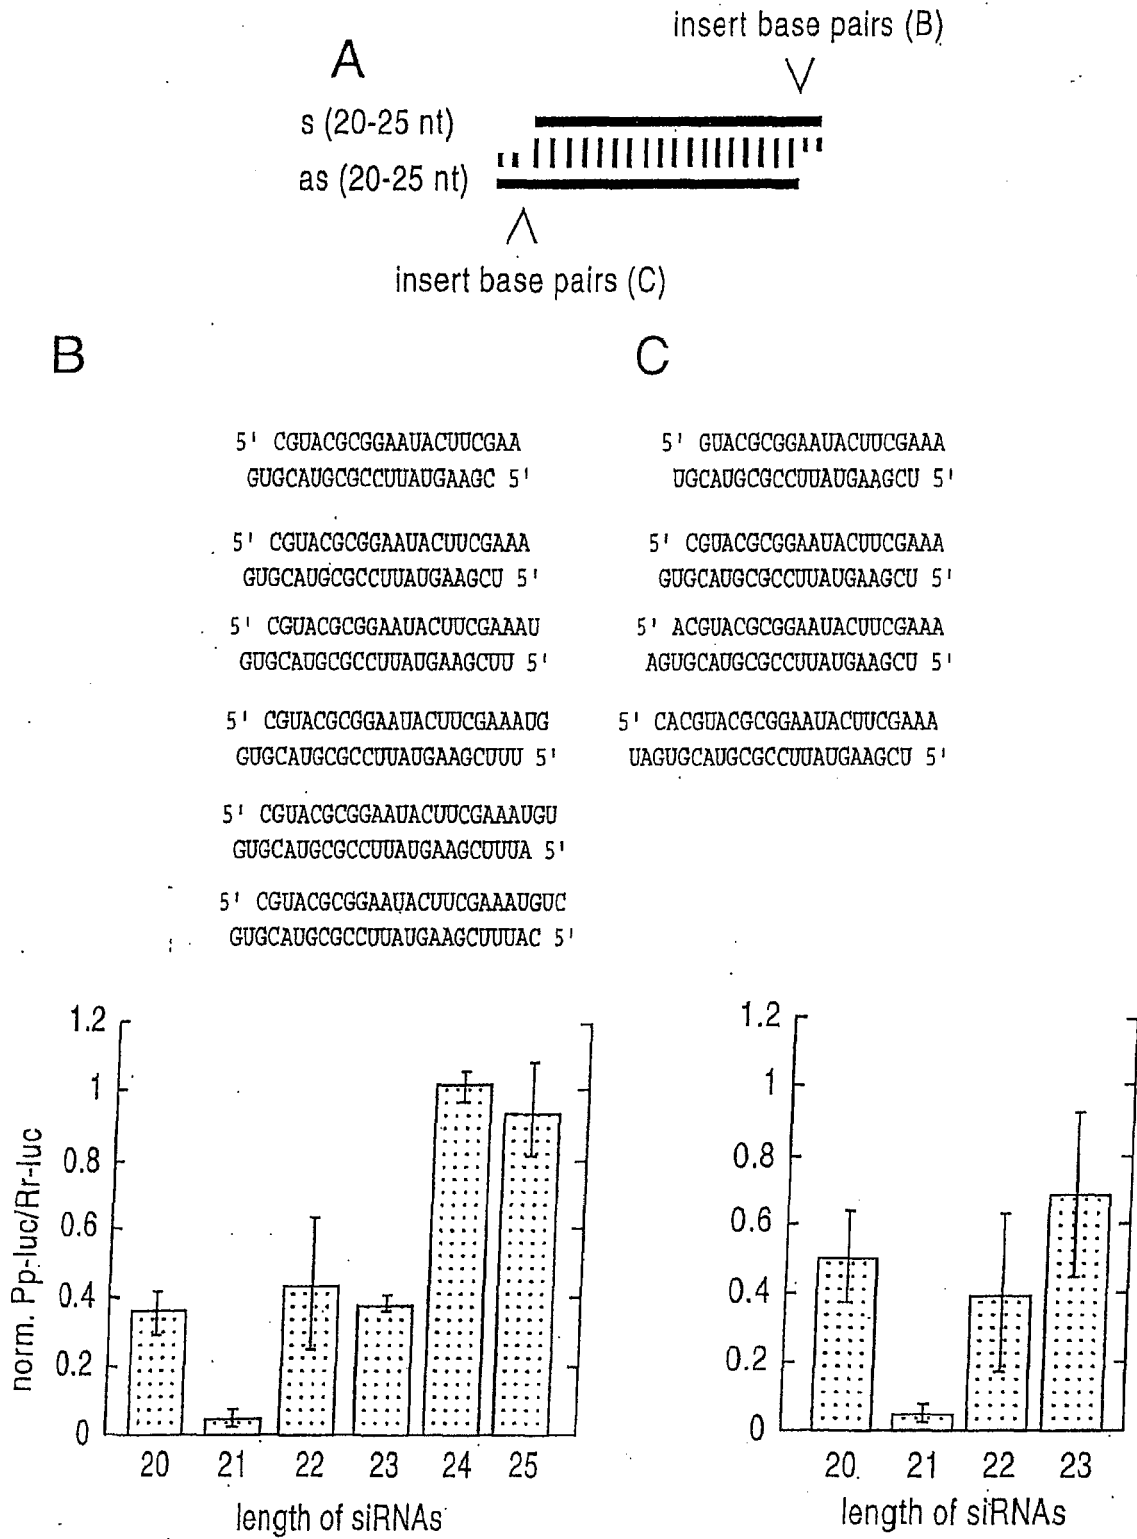 insert base pairs (B)
A
s (20-25 nt)
as (20-25 nt)
insert base pairs (C)
B
5' CGUACGCGGAAUACUUCGAA
GUGCAUGCGCCUUAUGAAGC 5'
5' CGUACGCGGAAUACUUCGAAA
GUGCAUGCGCCUUAUGAAGCU 5'
5' CGUACGCGGAAUACUUCGAAAU
GUGCAUGCGCCUUAUGAAGCUU 5'
5' CGUACGCGGAAUACUUCGAAAUG
GUGCAUGCGCCUUAUGAAGCUUU 5'
5' CGUACGCGGAAUACUUCGAAAUGU
GUGCAUGCGCCUUAUGAAGCUUUA 5'
5' CGUACGCGGAAUACUUCGAAAUGUC
GUGCAUGCGCCUUAUGAAGCUUUAC 5'
norm. Pp-luc/Rr-luc
1.2
1
0.8
0.6
0.4
0.2
0
20 21 22 23 24 25
length of siRNAs
C
5' GUACGCGGAAUACUUCGAAA
UGCAUGCGCCUUAUGAAGCU 5'
5' CGUACGCGGAAUACUUCGAAA
GUGCAUGCGCCUUAUGAAGCU 5'
5' ACGUACGCGGAAUACUUCGAAA
AGUGCAUGCGCCUUAUGAAGCU 5'
5' CACGUACGCGGAAUACUUCGAAA
UAGUGCAUGCGCCUUAUGAAGCU 5'
1.2
1
0.8
0.6
0.4
0.2
0
20 21 22 23
length of siRNAs